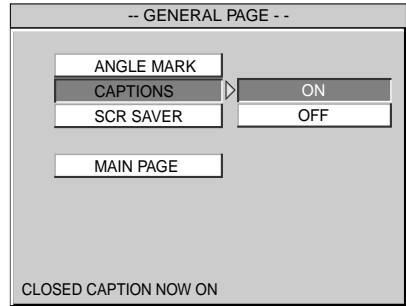 -- GENERAL PAGE - -
ANGLE MARK
CAPTIONS ON
SCR SAVER OFF
MAIN PAGE
CLOSED CAPTION NOW ON